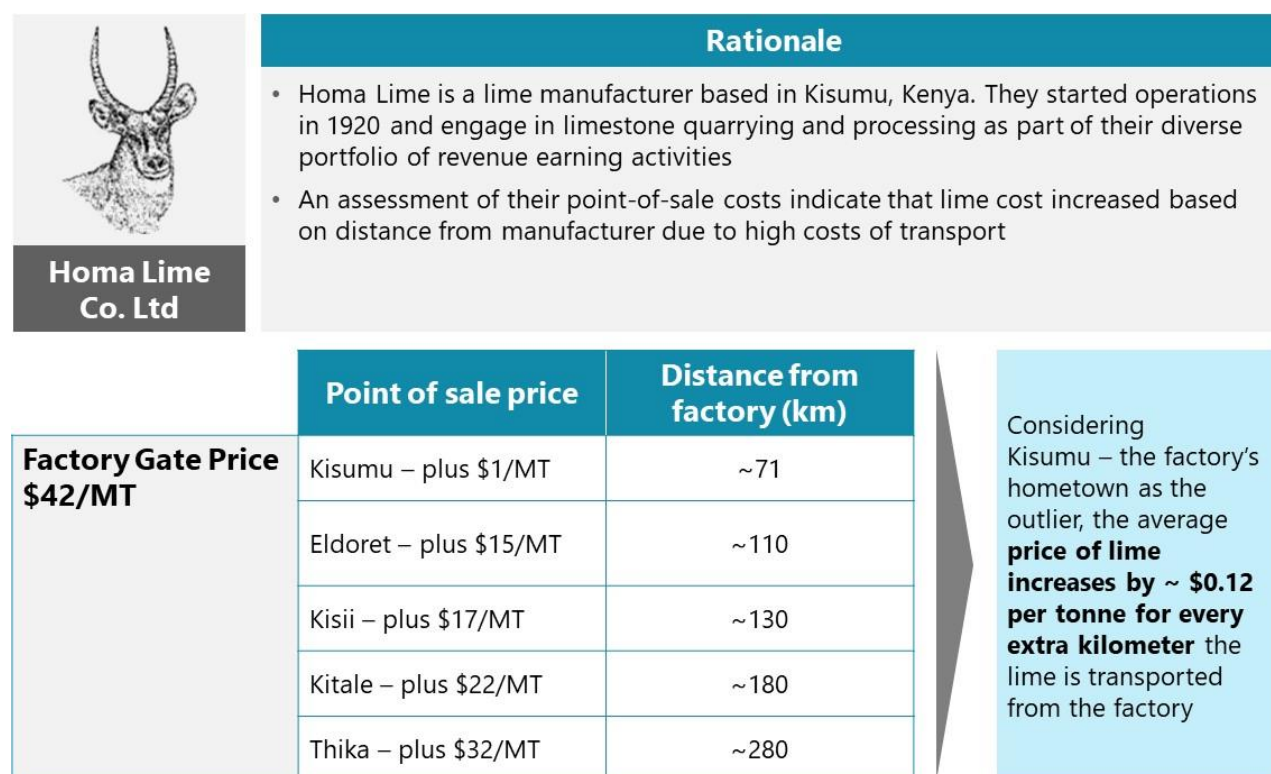 Rationale
• Homa Lime is a lime manufacturer based in Kisumu, Kenya. They started operations
in 1920 and engage in limestone quarrying and processing as part of their diverse
portfolio of revenue earning activities
• An assessment of their point-of-sale costs indicate that lime cost increased based
on distance from manufacturer due to high costs of transport
Homa Lime
Co. Ltd
Point of sale price
Distance from
factory (km)
Factory Gate Price
$42/MT
Kisumu – plus $1/MT
~71
Eldoret – plus $15/MT
~110
Kisii – plus $17/MT
~130
Kitale – plus $22/MT
~180
Thika – plus $32/MT
~280
Considering
Kisumu – the factory’s
hometown as the
outlier, the average
price of lime
increases by ~ $0.12
per tonne for every
extra kilometer the
lime is transported
from the factory